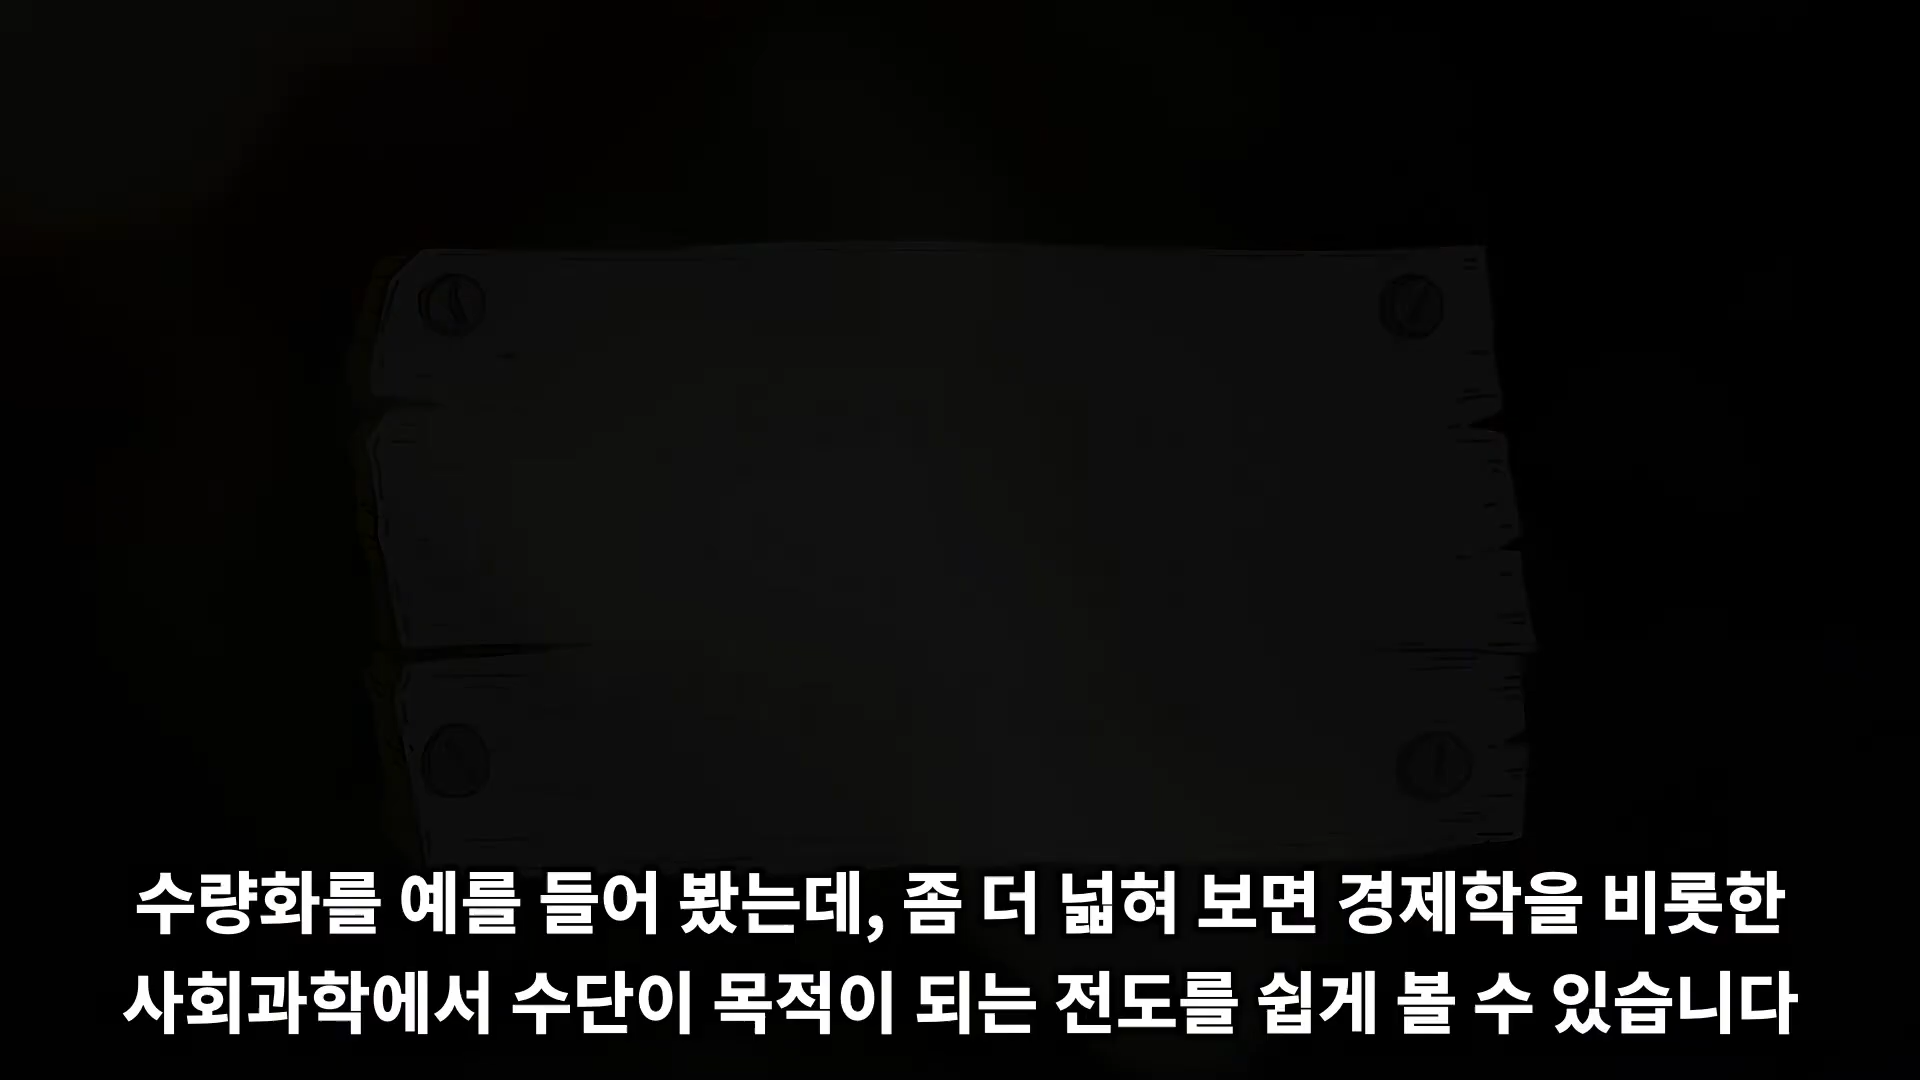 수량화를 예를 들어 봤는데, 좀 더 넓혀 보면 경제학을 비롯한
사회과학에서 수단이 목적이 되는 전도를 쉽게 볼 수 있습니다